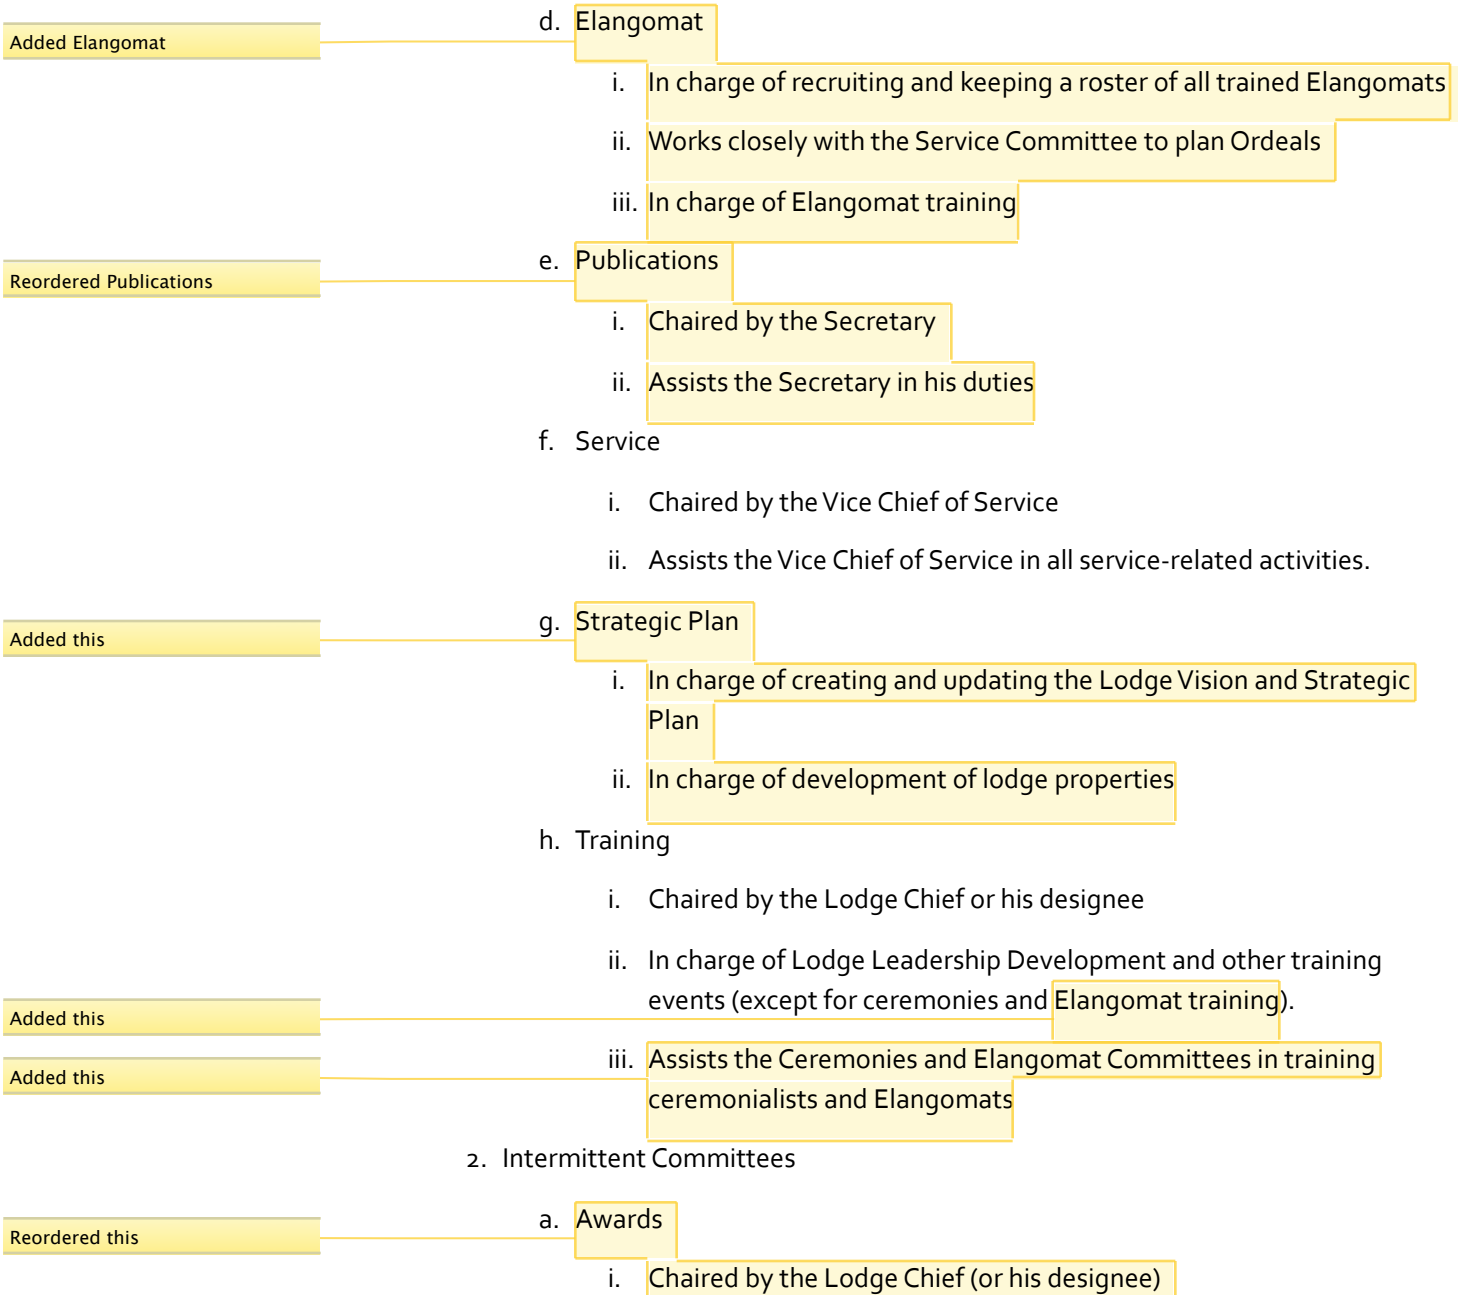 Added Elangomat
d. Elangomat
i. In charge of recruiting and keeping a roster of all trained Elangomats
ii. Works closely with the Service Committee to plan Ordeals
iii. In charge of Elangomat training
Reordered Publications
e. Publications
i. Chaired by the Secretary
ii. Assists the Secretary in his duties
f. Service
i. Chaired by the Vice Chief of Service
ii. Assists the Vice Chief of Service in all service-related activities.
Added this
g. Strategic Plan
i. In charge of creating and updating the Lodge Vision and Strategic
Plan
ii. In charge of development of lodge properties
h. Training
i. Chaired by the Lodge Chief or his designee
ii. In charge of Lodge Leadership Development and other training
events (except for ceremonies and Elangomat training).
Added this
iii. Assists the Ceremonies and Elangomat Committees in training
Added this
ceremonialists and Elangomats
2. Intermittent Committees
Reordered this
a. Awards
i. Chaired by the Lodge Chief (or his designee)